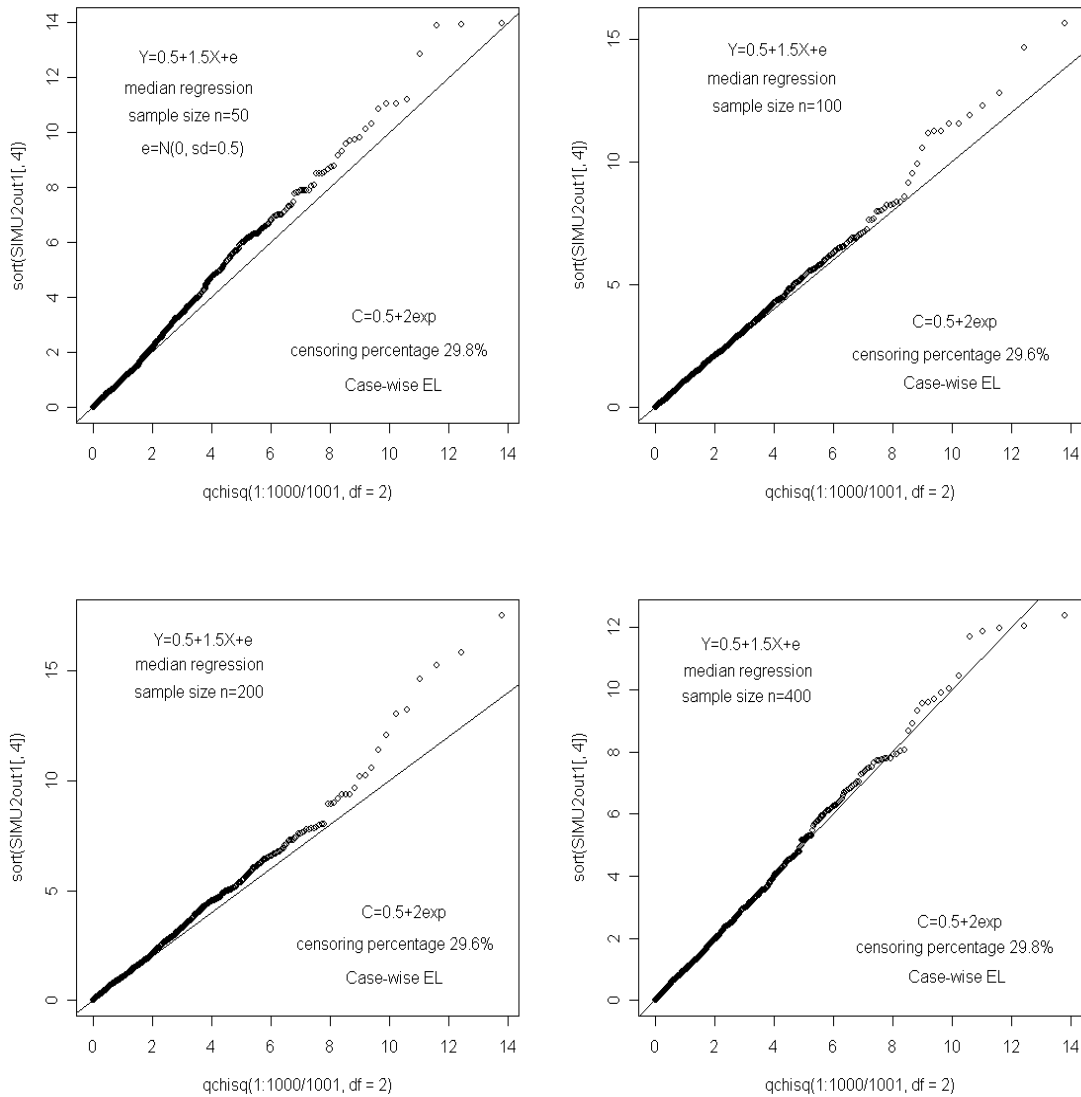 Y=0.5+1.5X+e
median regression
sample size n=50
e=N(0, sd=0.5)
C=0.5+2exp
censoring percentage 29.8%
Case-wise EL
sort(SIMU2out1[, 4])
0 2 4 6 8 10 12 14
0 2 4 6 8 10 12 14
qchisq(1:1000/1001, df = 2)
Y=0.5+1.5X+e
median regression
sample size n=100
C=0.5+2exp
censoring percentage 29.6%
Case-wise EL
sort(SIMU2out1[, 4])
0 5 10 15
0 2 4 6 8 10 12 14
qchisq(1:1000/1001, df = 2)
Y=0.5+1.5X+e
median regression
sample size n=200
C=0.5+2exp
censoring percentage 29.6%
Case-wise EL
sort(SIMU2out1[, 4])
0 5 10 15
0 2 4 6 8 10 12 14
qchisq(1:1000/1001, df = 2)
Y=0.5+1.5X+e
median regression
sample size n=400
C=0.5+2exp
censoring percentage 29.8%
Case-wise EL
sort(SIMU2out1[, 4])
0 2 4 6 8 10 12
0 2 4 6 8 10 12 14
qchisq(1:1000/1001, df = 2)